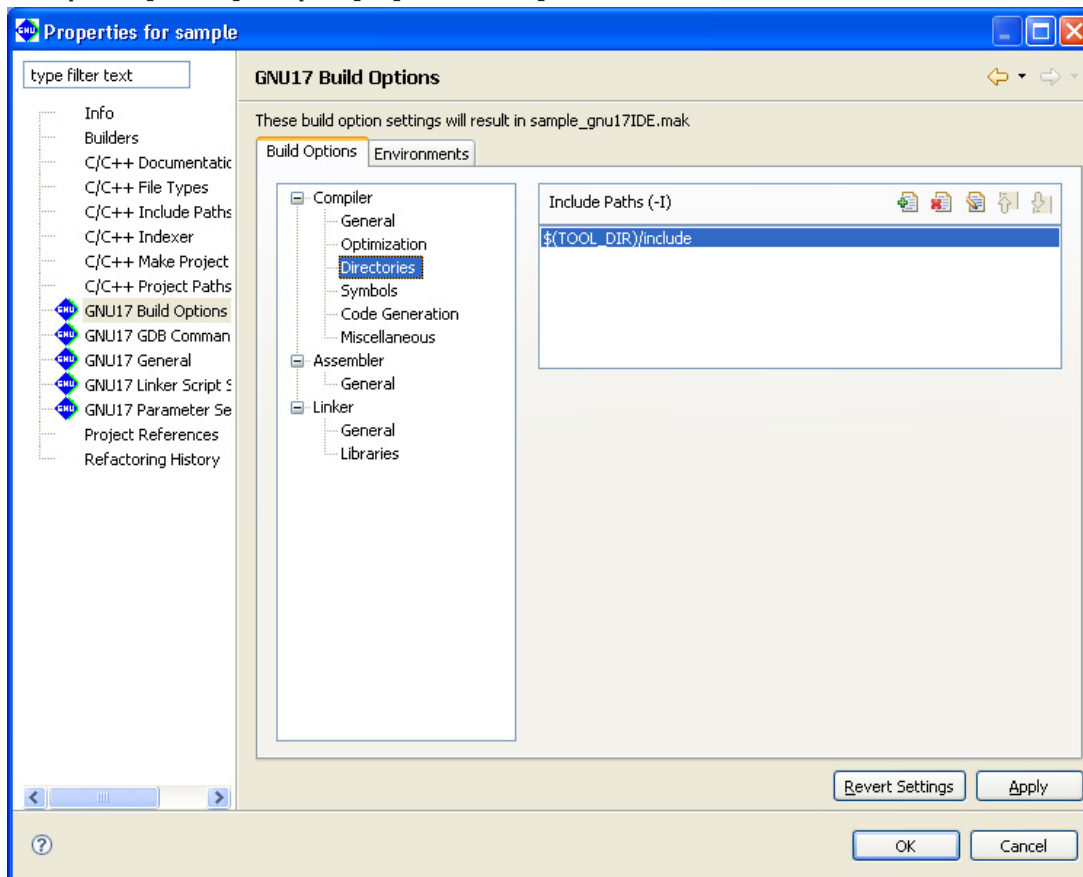 Properties for sample
type filter text
GNU17 Build Options
Info
Builders
C/C++ Documentatic
C/C++ File Types
C/C++ Include Paths
C/C++ Indexer
C/C++ Make Project
C/C++ Project Paths
GNU17 Build Options
GNU17 GDB Comman
GNU17 General
GNU17 Linker Script S
GNU17 Parameter Se
Project References
Refactoring History
These build option settings will result in sample_gnu17IDE.mak
Build Options Environments
Compiler
General
Optimization
Directories
Symbols
Code Generation
Miscellaneous
Assembler
General
Linker
General
Libraries
Include Paths (-I)
$(TOOL_DIR)/include
Revert Settings Apply
OK Cancel